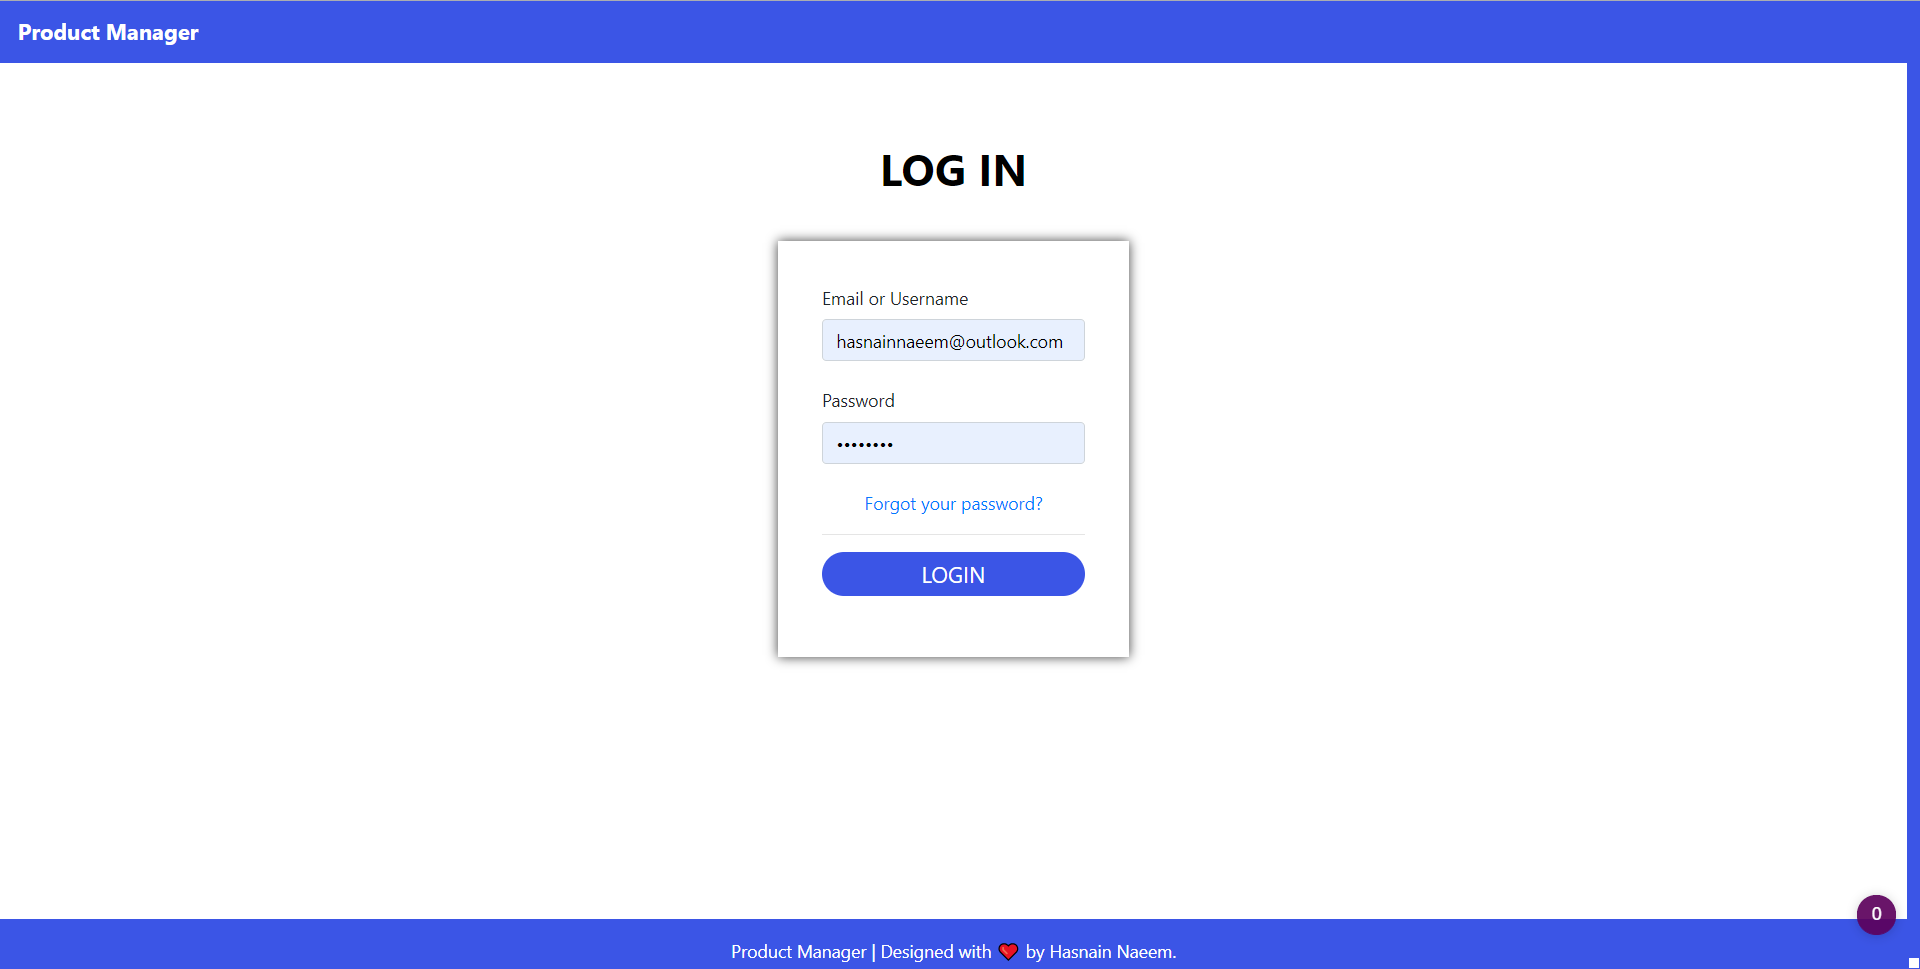 Product Manager
LOG IN
Email or Username
hasnainnaeem@outlook.com
Password
••••••••
Forgot your password?
LOGIN
0
Product Manager | Designed with ❤️ by Hasnain Naeem.